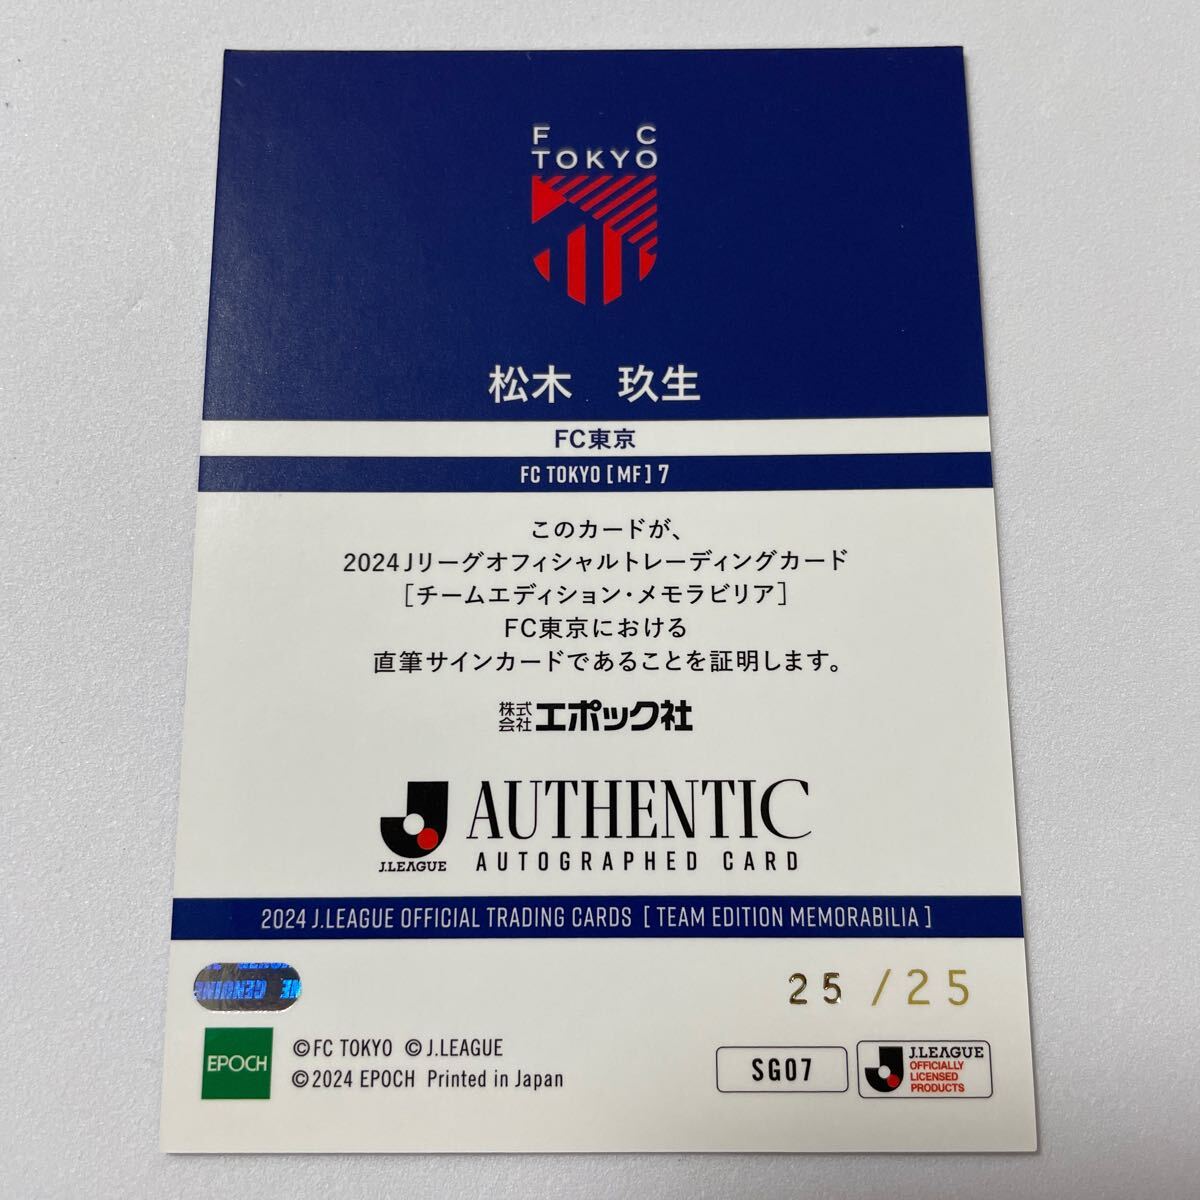 F C
TOKYO
松木 玖生
FC東京
FC TOKYO [MF] 7
このカードが、
2024Jリーグオフィシャルトレーディングカード
[チームエディション・メモラビリア]
FC東京における
直筆サインカードであることを証明します。
株式会社エポック社
J.LEAGUE
AUTHENTIC
AUTOGRAPHED CARD
2024 J.LEAGUE OFFICIAL TRADING CARDS [ TEAM EDITION MEMORABILIA ]
GENUINE
25/25
EPOCH
©FC TOKYO ©J.LEAGUE
©2024 EPOCH Printed in Japan
SG07
J.LEAGUE
OFFICIALLY
LICENSED
PRODUCTS